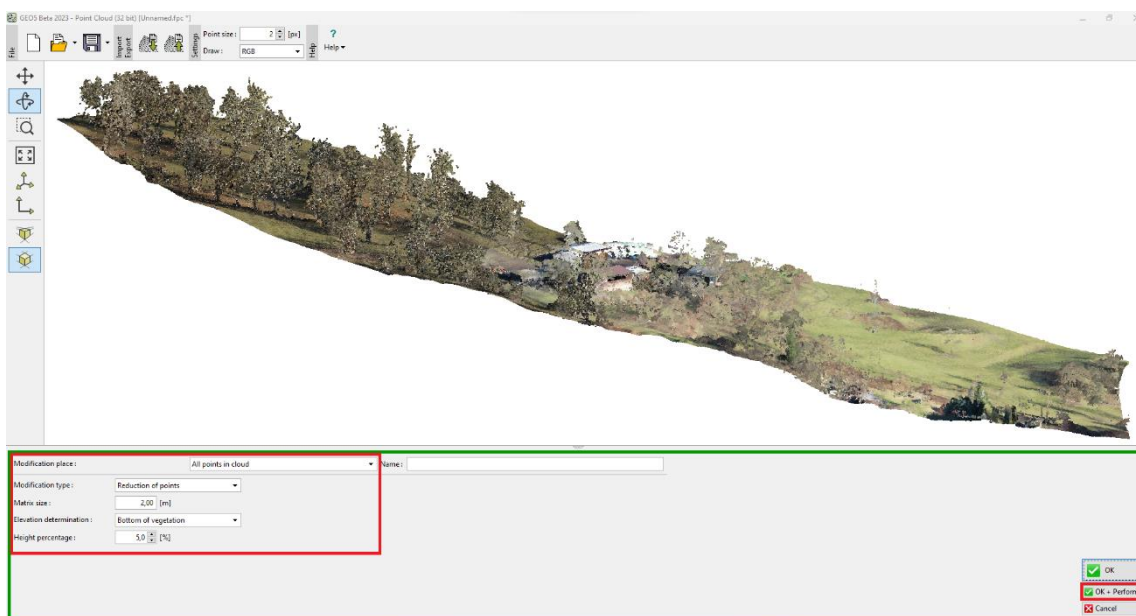 GEO5 Beta 2023 - Point Cloud (32 bit) [Unnamed.fpc *]
File
Import
Export
Settings
Point size : 2 [px]
Draw : RGB
Help
?
Help
Modification place : All points in cloud Name :
Modification type : Reduction of points
Matrix size : 2,00 [m]
Elevation determination : Bottom of vegetation
Height percentage : 5,0 [%]
OK
OK + Perform
Cancel